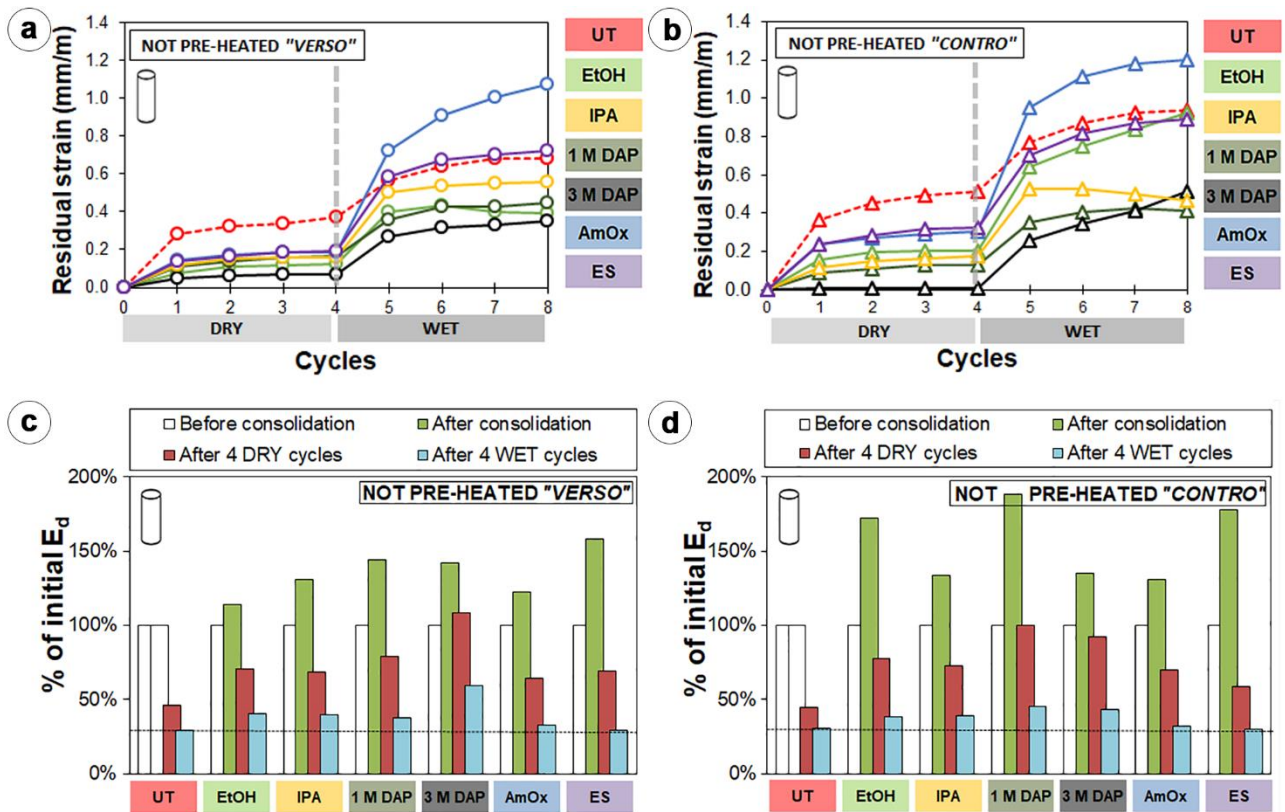 a
NOT PRE-HEATED "VERSO"
Residual strain (mm/m)
1.4
1.2
1.0
0.8
0.6
0.4
0.2
0.0
0 1 2 3 4 5 6 7 8
DRY WET
Cycles
UT
EtOH
IPA
1 M DAP
3 M DAP
AmOx
ES
b
NOT PRE-HEATED "CONTRO"
Residual strain (mm/m)
1.4
1.2
1.0
0.8
0.6
0.4
0.2
0.0
0 1 2 3 4 5 6 7 8
DRY WET
Cycles
UT
EtOH
IPA
1 M DAP
3 M DAP
AmOx
ES
c
Before consolidation After consolidation
After 4 DRY cycles After 4 WET cycles
NOT PRE-HEATED "VERSO"
% of initial Ed
200%
150%
100%
50%
0%
UT EtOH IPA 1 M DAP 3 M DAP AmOx ES
d
Before consolidation After consolidation
After 4 DRY cycles After 4 WET cycles
NOT PRE-HEATED "CONTRO"
% of initial Ed
200%
150%
100%
50%
0%
UT EtOH IPA 1 M DAP 3 M DAP AmOx ES